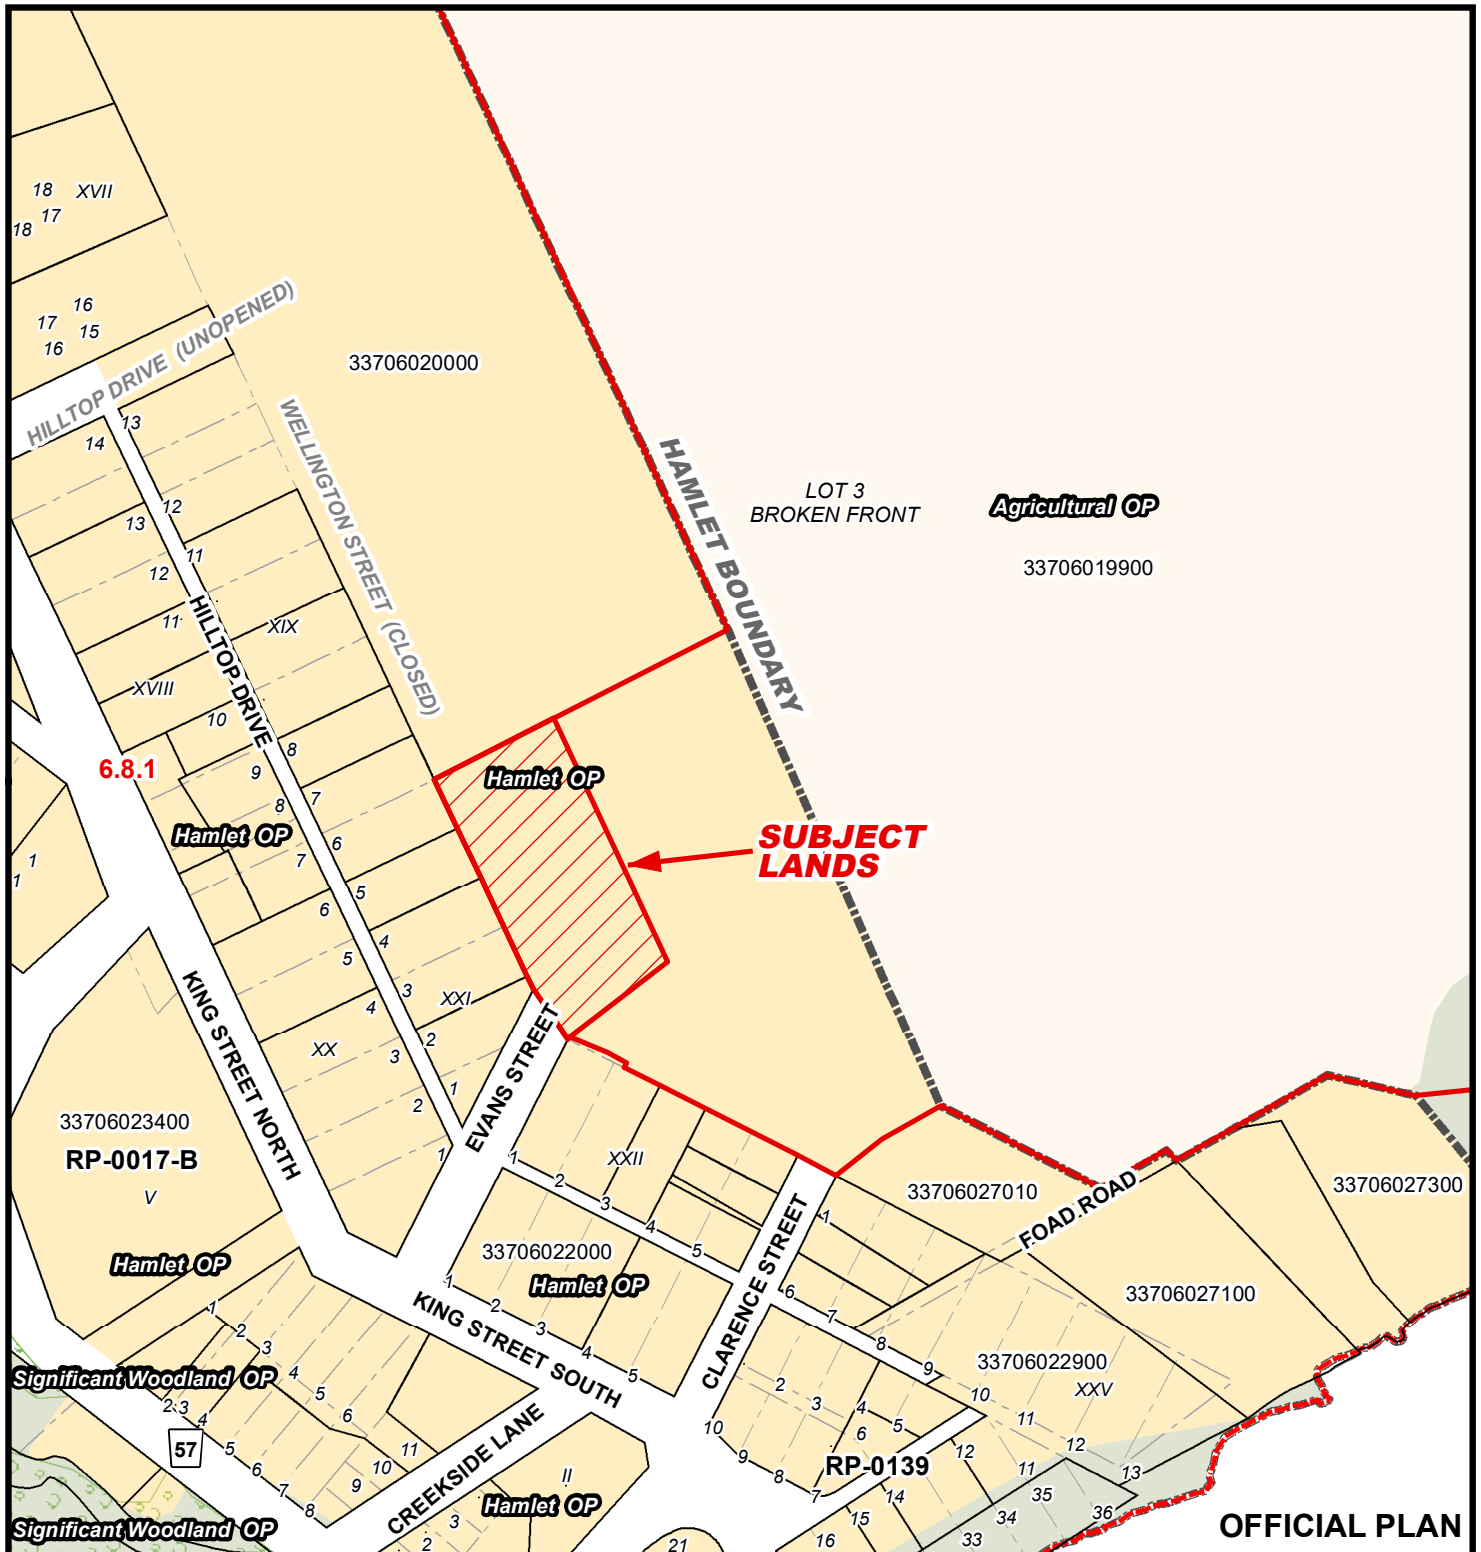 18 XVII
17
18
16
17
15
16
HILLTOP DRIVE (UNOPENED)
33706020000
WELLINGTON STREET (CLOSED)
HAMLET BOUNDARY
LOT 3
BROKEN FRONT
Agricultural OP
33706019900
13
14
12
13
11
12
11
HILLTOP DRIVE
XIX
XVIII
10
8
9
6.8.1
Hamlet OP
7
8
Hamlet OP
6
7
SUBJECT
LANDS
1
1
5
6
4
5
3
4
XXI
2
XX
3
1
2
1
KING STREET NORTH
EVANS STREET
33706023400
RP-0017-B
V
1
2
XXII
3
4
5
33706022000
Hamlet OP
Hamlet OP
1
2
3
4
5
KING STREET SOUTH
CLARENCE STREET
1
33706027010
FOAD ROAD
33706027300
33706027100
6
7
8
9
33706022900
XXV
10
11
12
13
1
2
3
4
5
6
Significant Woodland OP
2
3
4
57
5
6
7
8
9
10
11
CREEKSIDE LANE
II
Hamlet OP
3
2
21
2
3
4
5
6
10
9
8
7
RP-0139
12
11
35
36
14
34
15
33
16
Significant Woodland OP
OFFICIAL PLAN